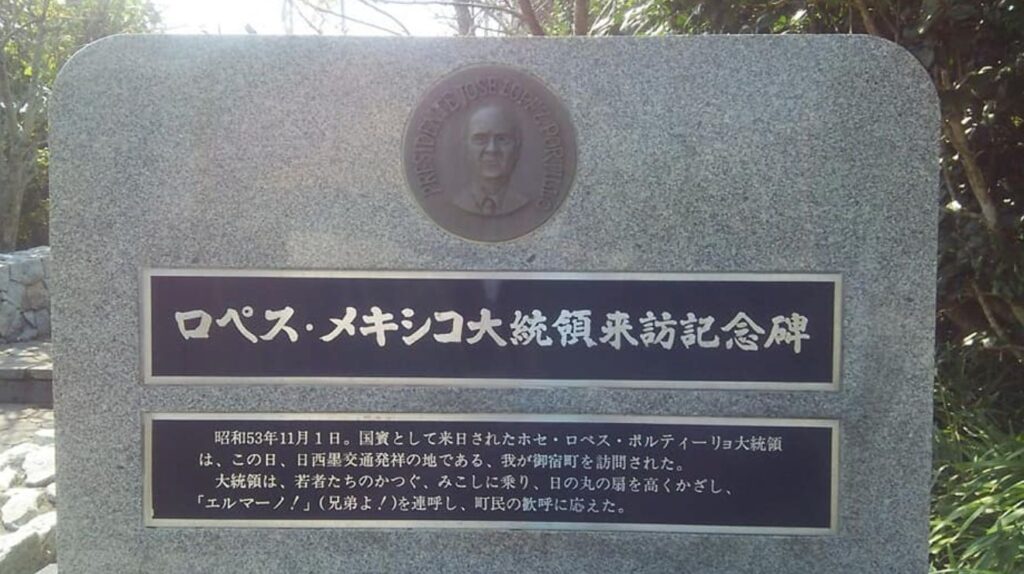 PRESIDENTE JOSE LOPEZ PORTILLO
ロペス・メキシコ大統領来訪記念碑
昭和53年11月1日。国賓として来日されたホセ・ロペス・ポルティーリョ大統領
は、この日、日西墨交通発祥の地である、我が御宿町を訪問された。
大統領は、若者たちのかつぐ、みこしに乗り、日の丸の扇を高くかざし、
「エルマーノ!」(兄弟よ!)を連呼し、町民の歓呼に応えた。